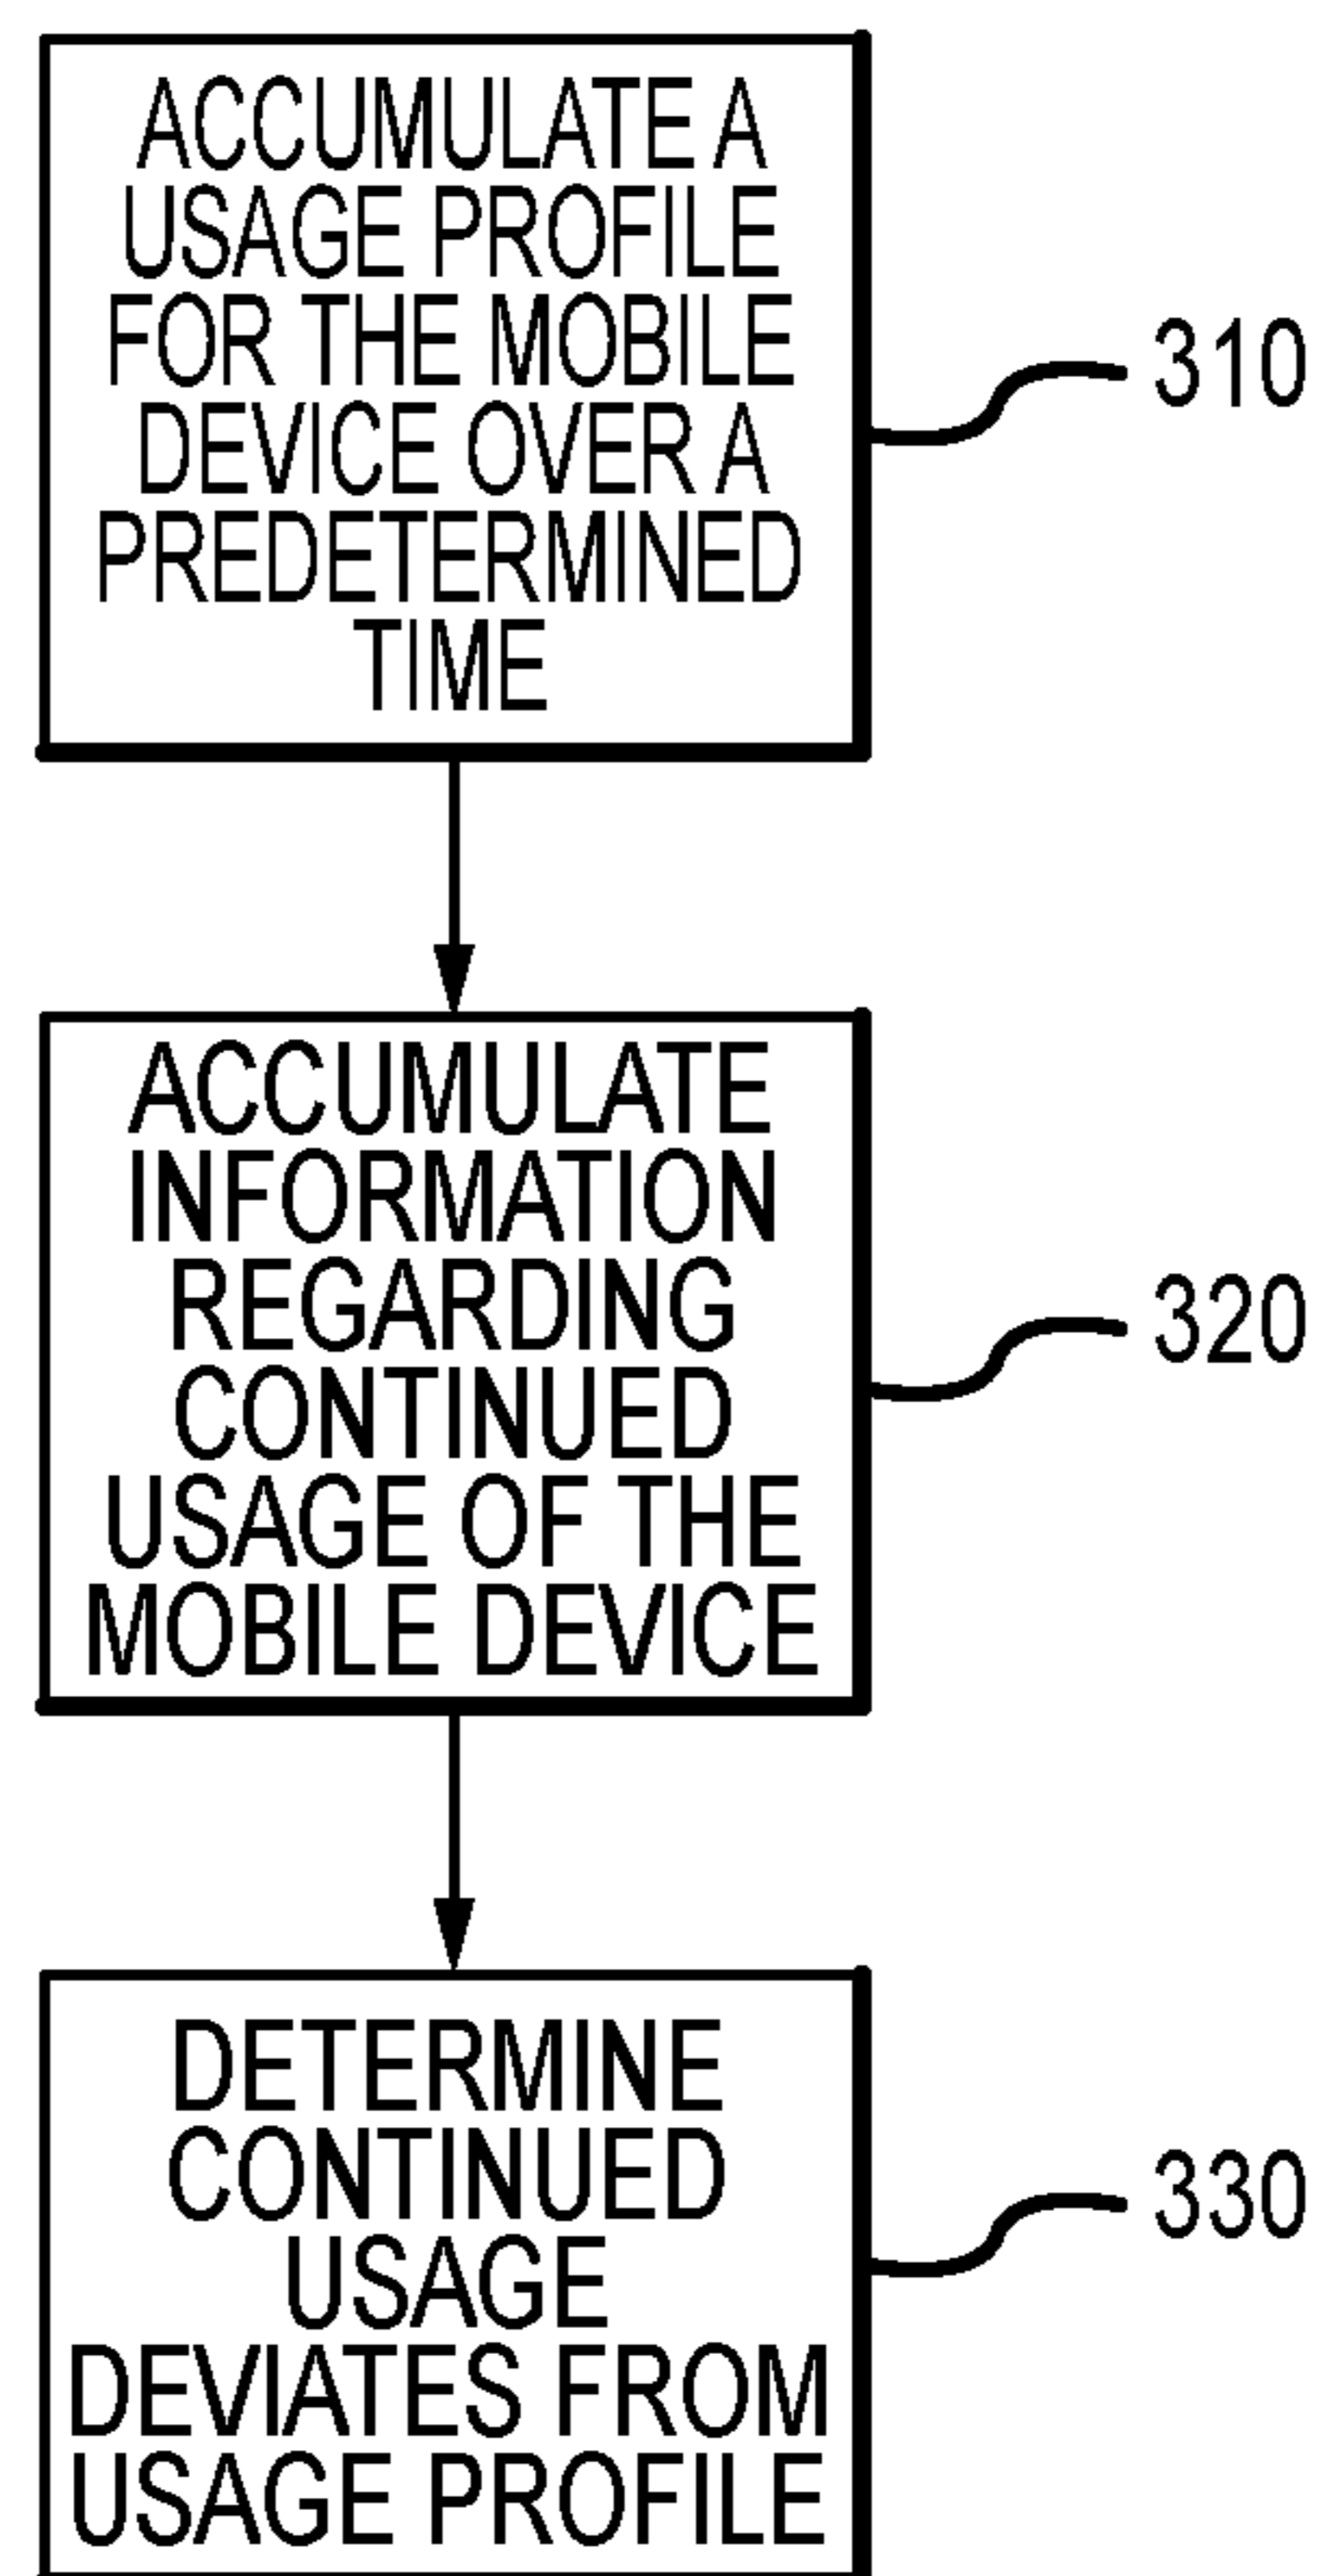 ACCUMULATE A
USAGE PROFILE
FOR THE MOBILE
DEVICE OVER A
PREDETERMINED
TIME
310
ACCUMULATE
INFORMATION
REGARDING
CONTINUED
USAGE OF THE
MOBILE DEVICE
320
DETERMINE
CONTINUED
USAGE
DEVIATES FROM
USAGE PROFILE
330